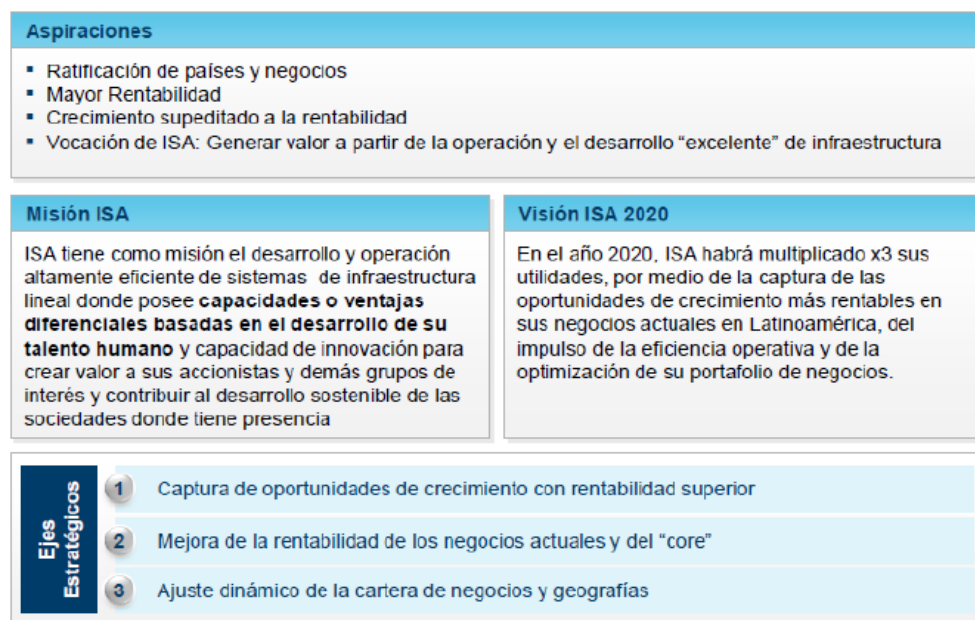 Aspiraciones
▪ Ratificación de países y negocios
▪ Mayor Rentabilidad
▪ Crecimiento supeditado a la rentabilidad
▪ Vocación de ISA: Generar valor a partir de la operación y el desarrollo “excelente” de infraestructura
Misión ISA
ISA tiene como misión el desarrollo y operación
altamente eficiente de sistemas de infraestructura
lineal donde posee capacidades o ventajas
diferenciales basadas en el desarrollo de su
talento humano y capacidad de innovación para
crear valor a sus accionistas y demás grupos de
interés y contribuir al desarrollo sostenible de las
sociedades donde tiene presencia
Visión ISA 2020
En el año 2020, ISA habrá multiplicado x3 sus
utilidades, por medio de la captura de las
oportunidades de crecimiento más rentables en
sus negocios actuales en Latinoamérica, del
impulso de la eficiencia operativa y de la
optimización de su portafolio de negocios.
Ejes
Estratégicos
1 Captura de oportunidades de crecimiento con rentabilidad superior
2 Mejora de la rentabilidad de los negocios actuales y del “core”
3 Ajuste dinámico de la cartera de negocios y geografías